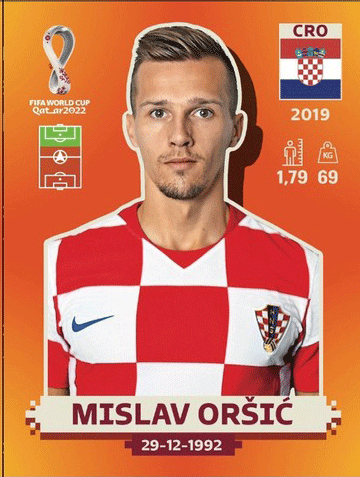 FIFA WORLD CUP
Qatar2022
CRO
2019
KG
1,79 69
MISLAV ORŠIĆ
29-12-1992